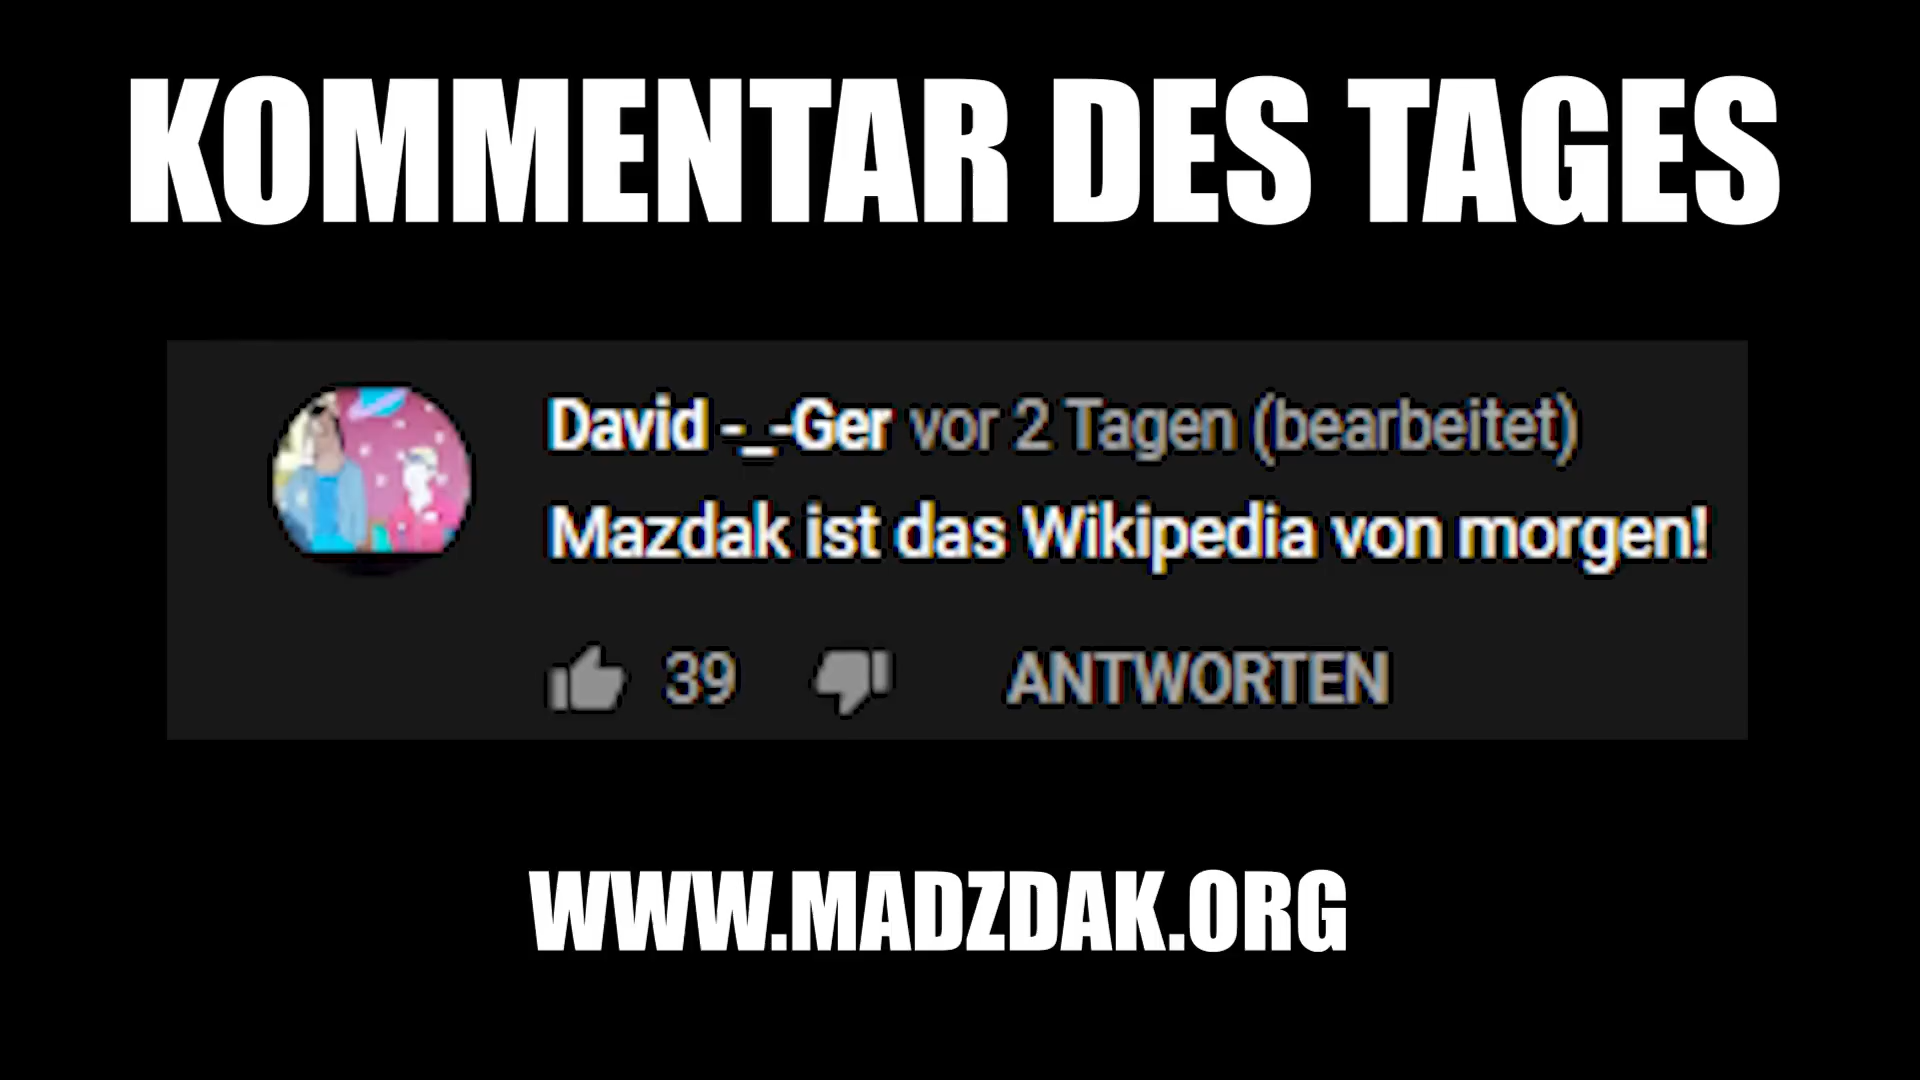 KOMMENTAR DES TAGES
David -_-Ger vor 2 Tagen (bearbeitet)
Mazdak ist das Wikipedia von morgen!
39 ANTWORTEN
WWW.MADZDAK.ORG